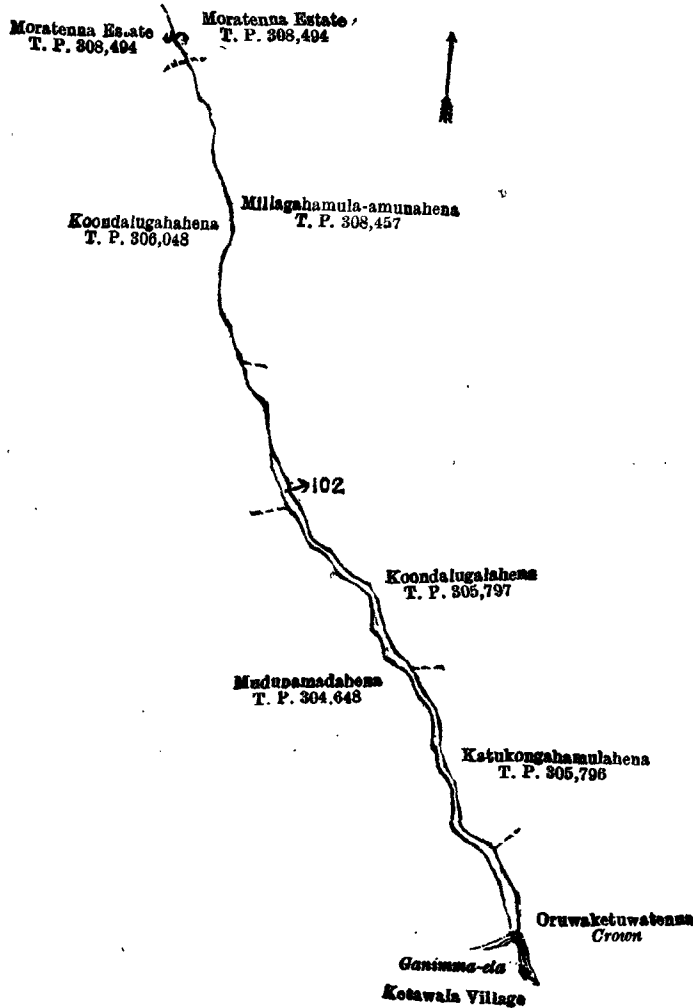 Moratenna Estate
T. P. 308,494
Moratenna Estate
T. P. 308,494
Millagahamula-amunahena
T. P. 308,457
Koondalugahahena
T. P. 306,048
102
Koondalugalahena
T. P. 305,797
Mudunamadahena
T. P. 304,648
Katukongahamulahena
T. P. 305,796
Oruwaketuwatenna
Crown
Ganimma-ela
Kotawala Village